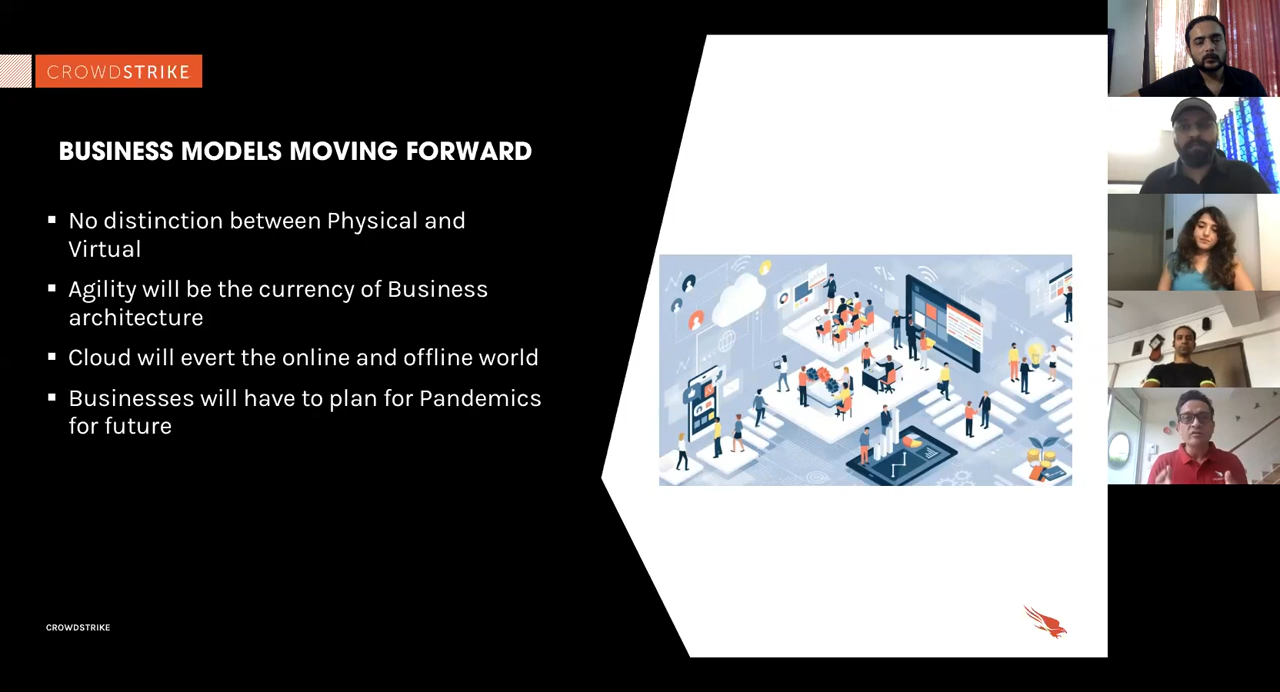 CROWDSTRIKE
BUSINESS MODELS MOVING FORWARD
No distinction between Physical and
Virtual
Agility will be the currency of Business
architecture
Cloud will evert the online and offline world
Businesses will have to plan for Pandemics
for future
CROWDSTRIKE